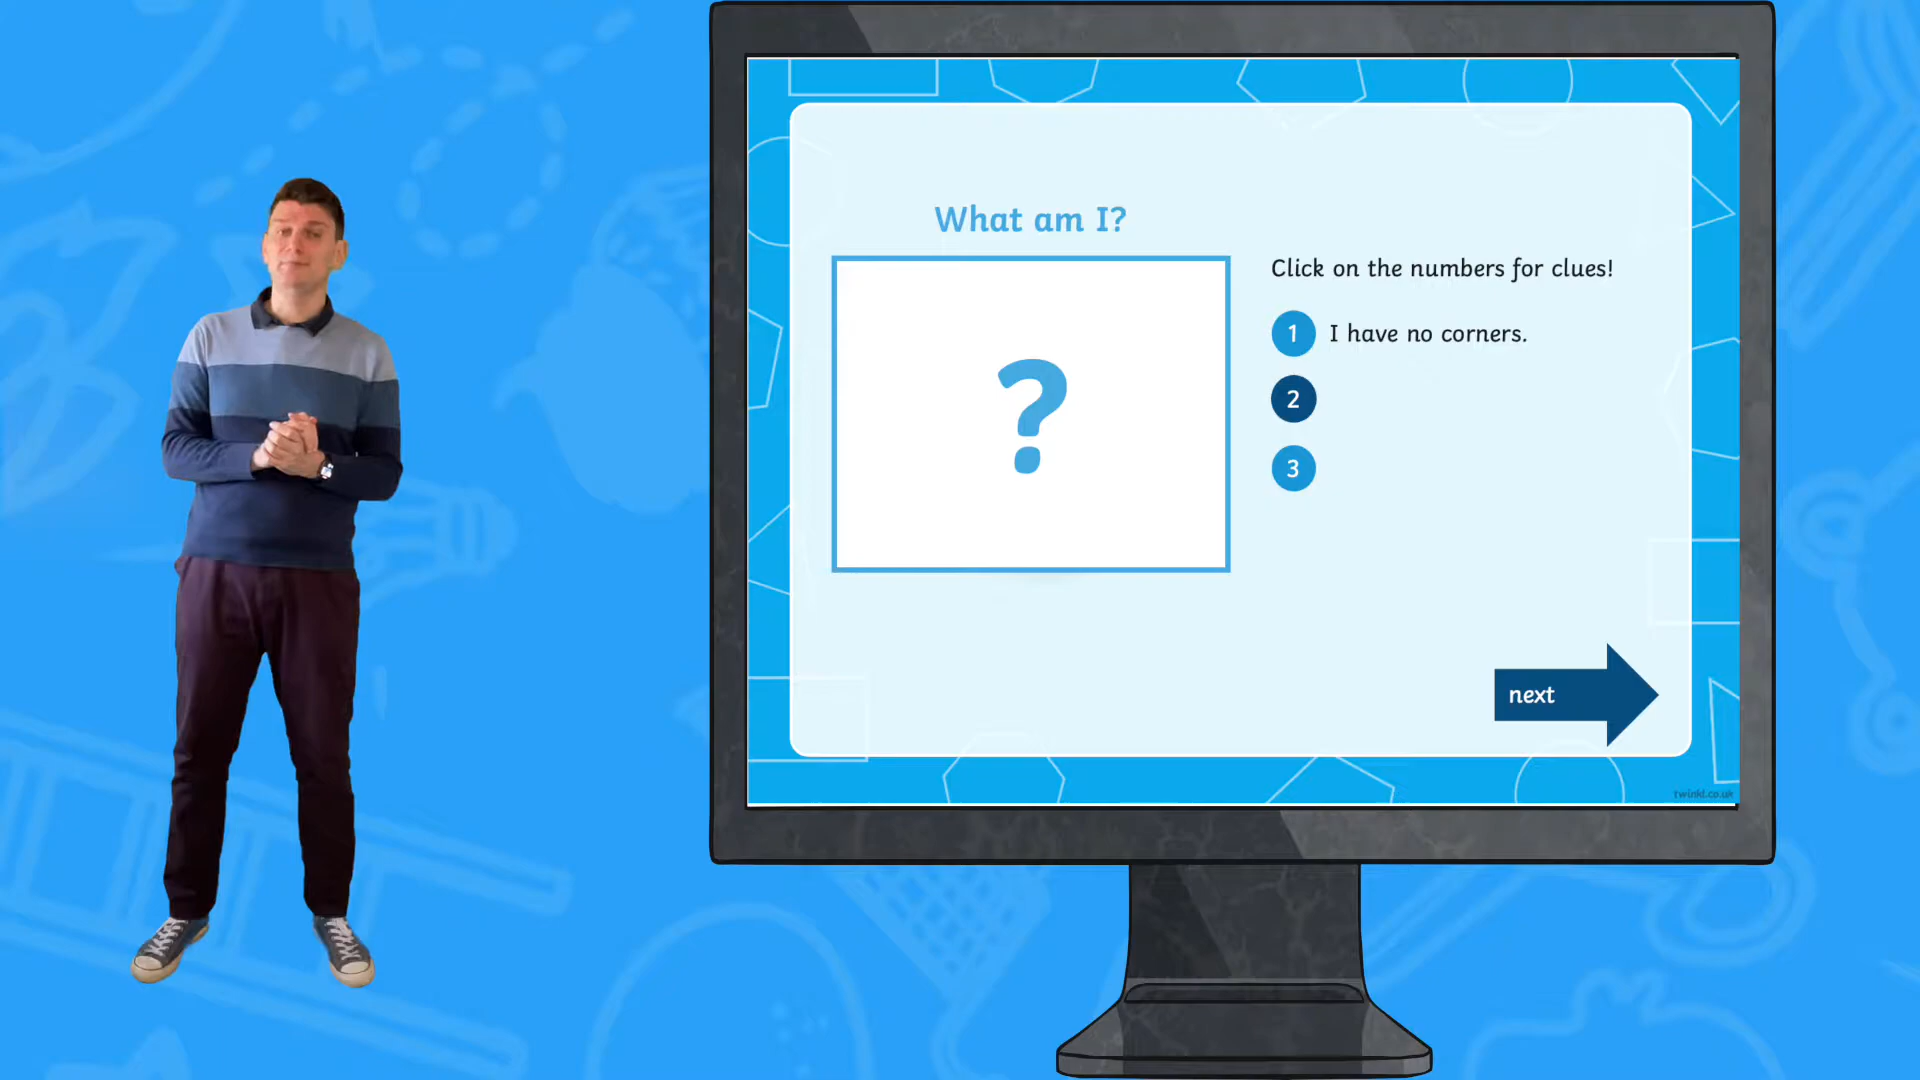 What am I?
Click on the numbers for clues!
1 I have no corners.
2
3
next
twinkl.co.uk